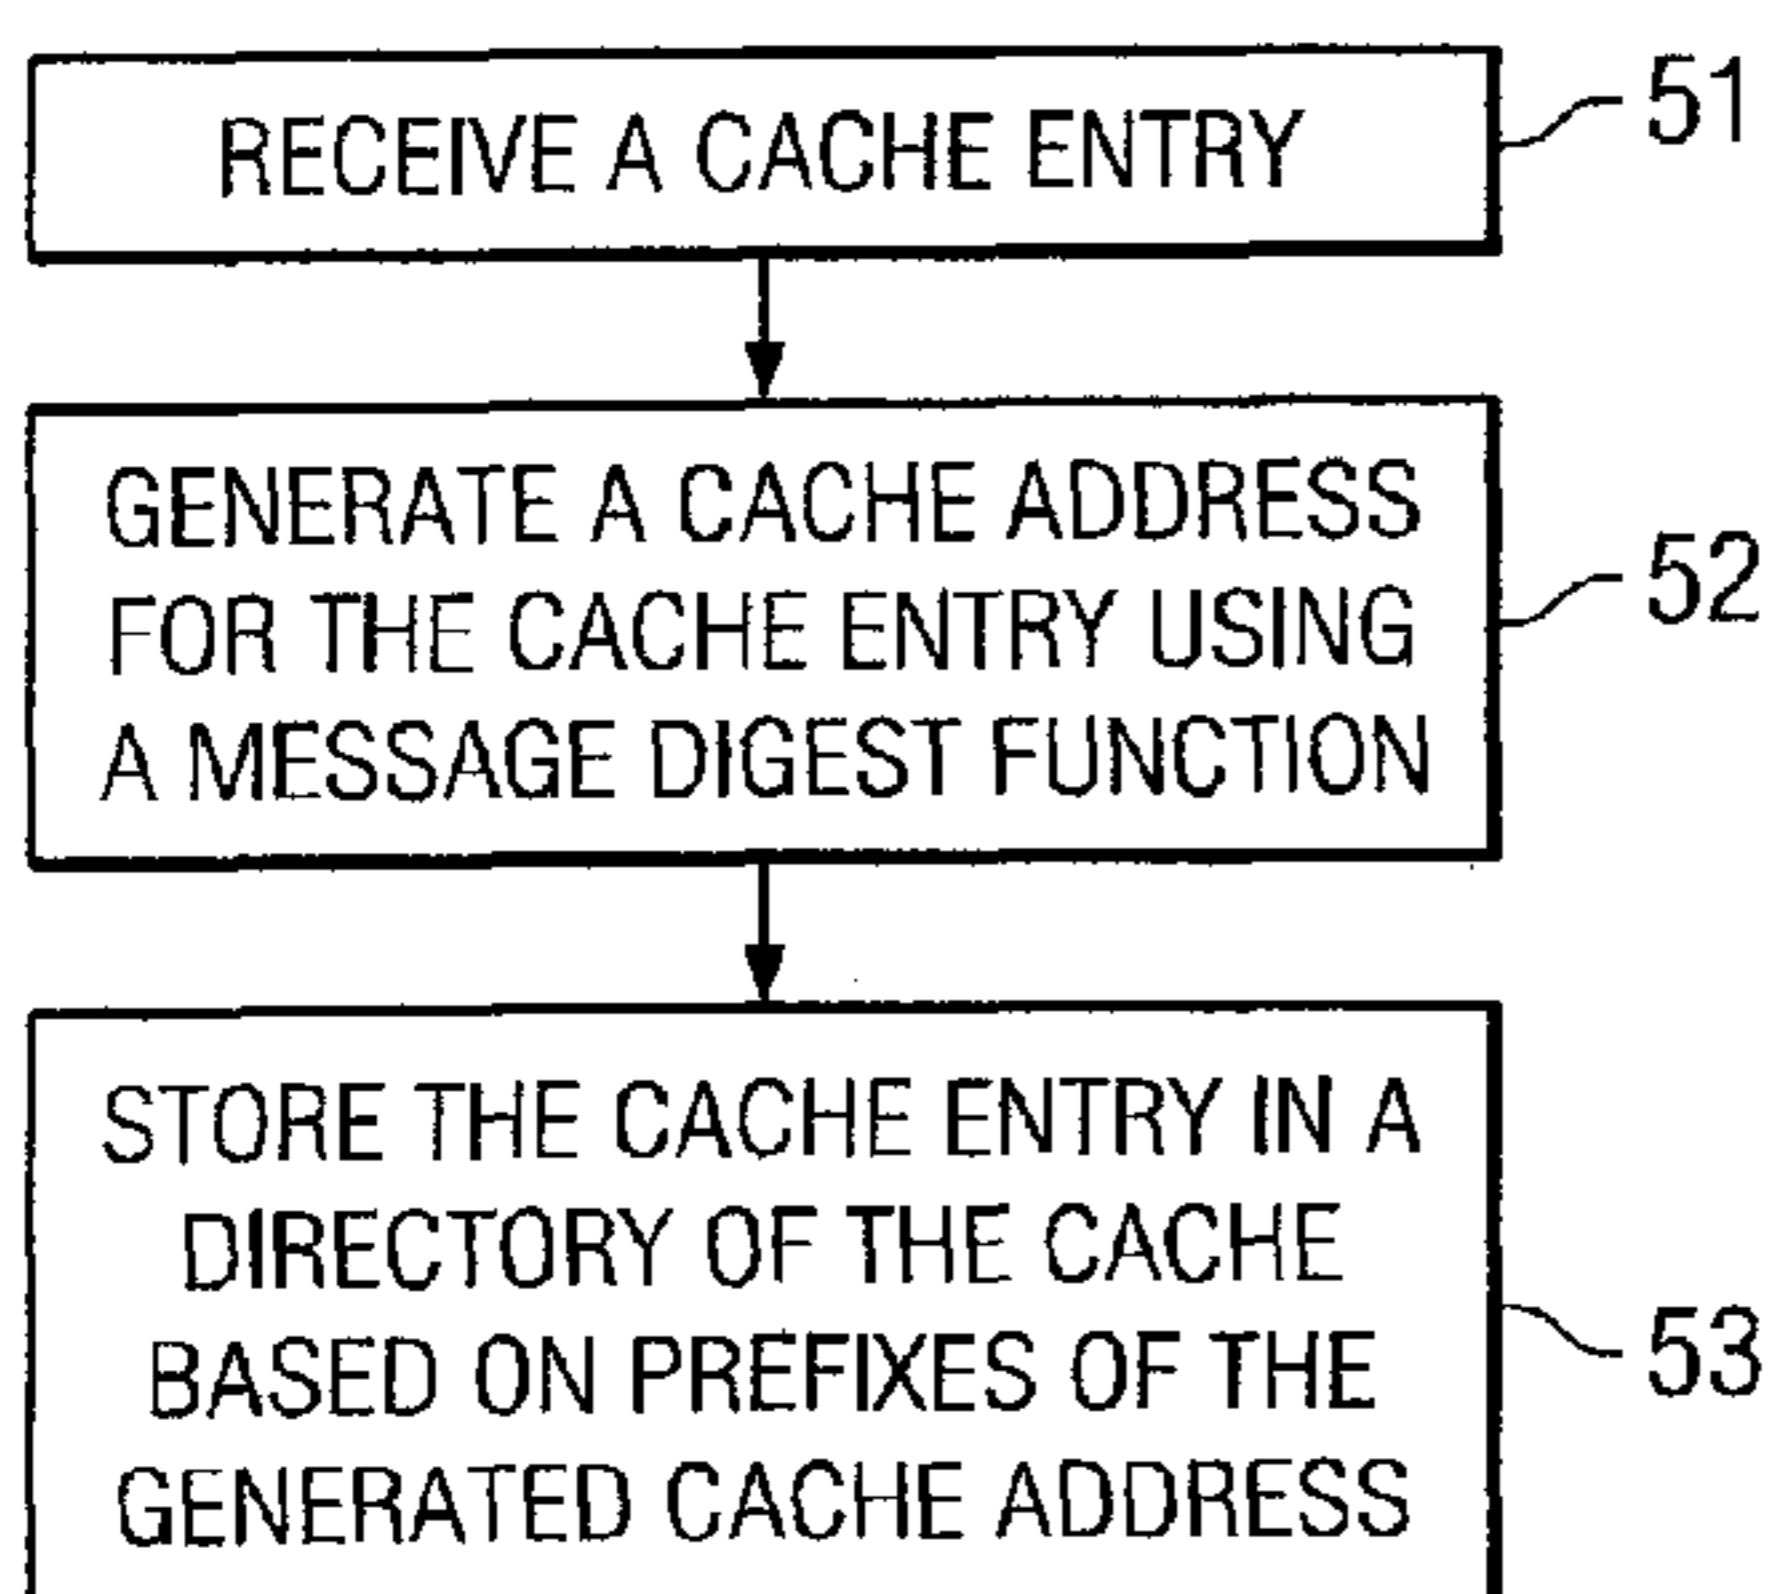 RECEIVE A CACHE ENTRY
51
GENERATE A CACHE ADDRESS
FOR THE CACHE ENTRY USING
A MESSAGE DIGEST FUNCTION
52
STORE THE CACHE ENTRY IN A
DIRECTORY OF THE CACHE
BASED ON PREFIXES OF THE
GENERATED CACHE ADDRESS
53